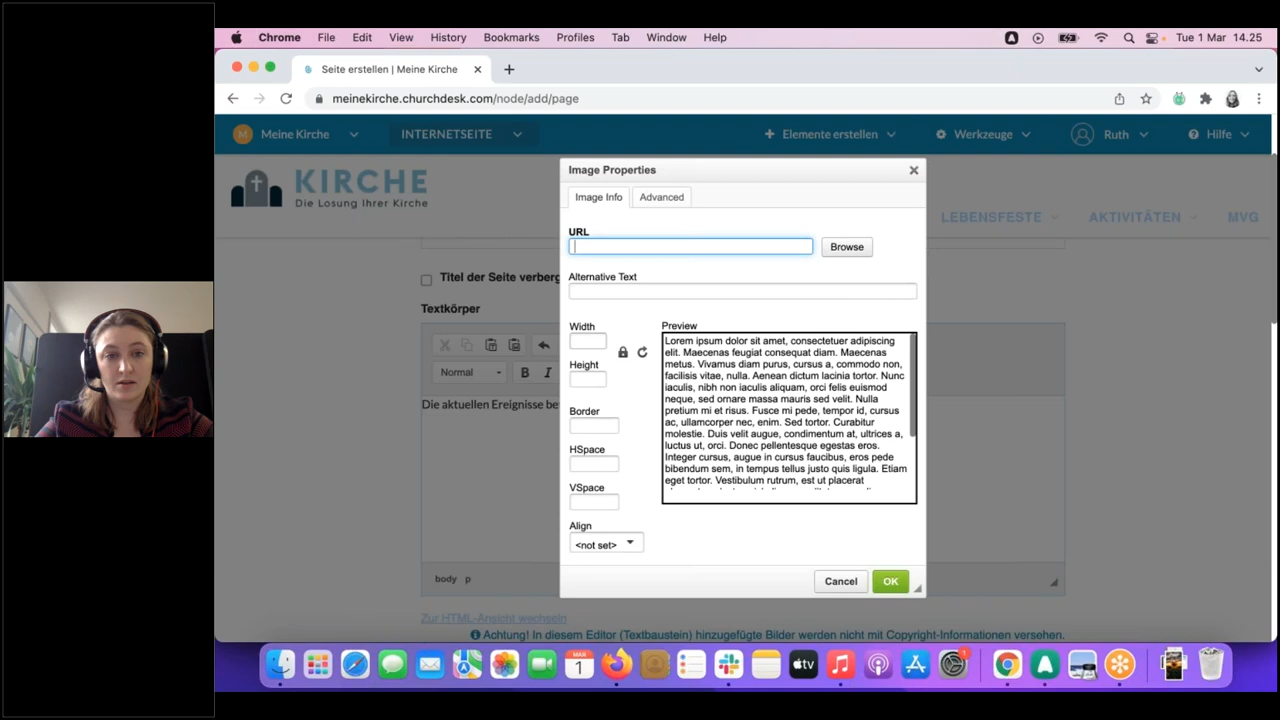 Chrome File Edit View History Bookmarks Profiles Tab Window Help Tue 1 Mar 14.25
Seite erstellen | Meine Kirche
meinekirche.churchdesk.com/node/add/page
M Meine Kirche INTERNETSEITE Elemente erstellen Werkzeuge Ruth Hilfe
KIRCHE
Die Losung Ihrer Kirche
LEBENSFESTE AKTIVITÄTEN MVG
Image Properties
Image Info Advanced
URL
Browse
Alternative Text
Width
Height
Border
HSpace
VSpace
Align
<not set>
Preview
Lorem ipsum dolor sit amet, consectetuer adipiscing
elit. Maecenas feugiat consequat diam. Maecenas
metus. Vivamus diam purus, cursus a, commodo non,
facilisis vitae, nulla. Aenean dictum lacinia tortor. Nunc
iaculis, nibh non iaculis aliquam, orci felis euismod
neque, sed ornare massa mauris sed velit. Nulla
pretium mi et risus. Fusce mi pede, tempor id, cursus
ac, ullamcorper nec, enim. Sed tortor. Curabitur
molestie. Duis velit augue, condimentum at, ultrices a,
luctus ut, orci. Donec pellentesque egestas eros.
Integer cursus, augue in cursus faucibus, eros pede
bibendum sem, in tempus tellus justo quis ligula. Etiam
eget tortor. Vestibulum rutrum, est ut placerat
Cancel OK
Titel der Seite verberg
Textkörper
Normal B I
Die aktuellen Ereignisse be
body p
Zur HTML-Ansicht wechseln
Achtung! In diesem Editor (Textbaustein) hinzugefügte Bilder werden nicht mit Copyright-Informationen versehen.
MAR
1
tv
1